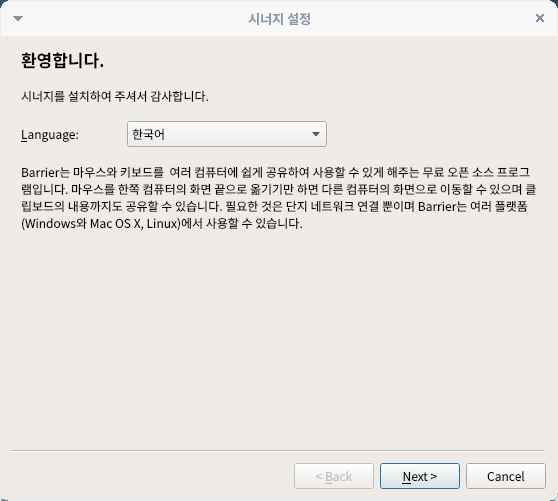 시너지 설정
환영합니다.
시너지를 설치하여 주셔서 감사합니다.
Language: 한국어
Barrier는 마우스와 키보드를  여러 컴퓨터에 쉽게 공유하여 사용할 수 있게 해주는 무료 오픈 소스 프로그
램입니다. 마우스를 한쪽 컴퓨터의 화면 끝으로 옮기기만 하면 다른 컴퓨터의 화면으로 이동할 수 있으며 클
립보드의 내용까지도 공유할 수 있습니다. 필요한 것은 단지 네트워크 연결 뿐이며 Barrier는 여러 플랫폼
(Windows와 Mac OS X, Linux)에서 사용할 수 있습니다.
< Back Next > Cancel